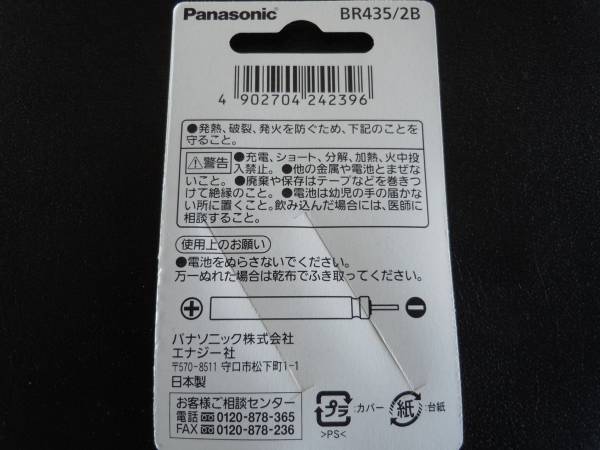 Panasonic BR435/2B
4 902704 242396
●発熱、破裂、発火を防ぐため、下記のことを
守ること。
⚠警告 ●充電、ショート、分解、加熱、火中投
入禁止。●他の金属や電池とまぜな
いこと。●廃棄や保存はテープなどを巻きつ
けて絶縁のこと。●電池は幼児の手の届かな
い所に置くこと。飲み込んだ場合には、医師に
相談すること。
使用上のお願い
●電池をぬらさないでください。
万一ぬれた場合は乾布でふき取ってください。
⊕ ⊖
パナソニック株式会社
エナジー社
〒570-8511 守口市松下町1-1
日本製
お客様ご相談センター
電話 0120-878-365
FAX 0120-878-236
プラ :カバー
>PS<
紙 :台紙